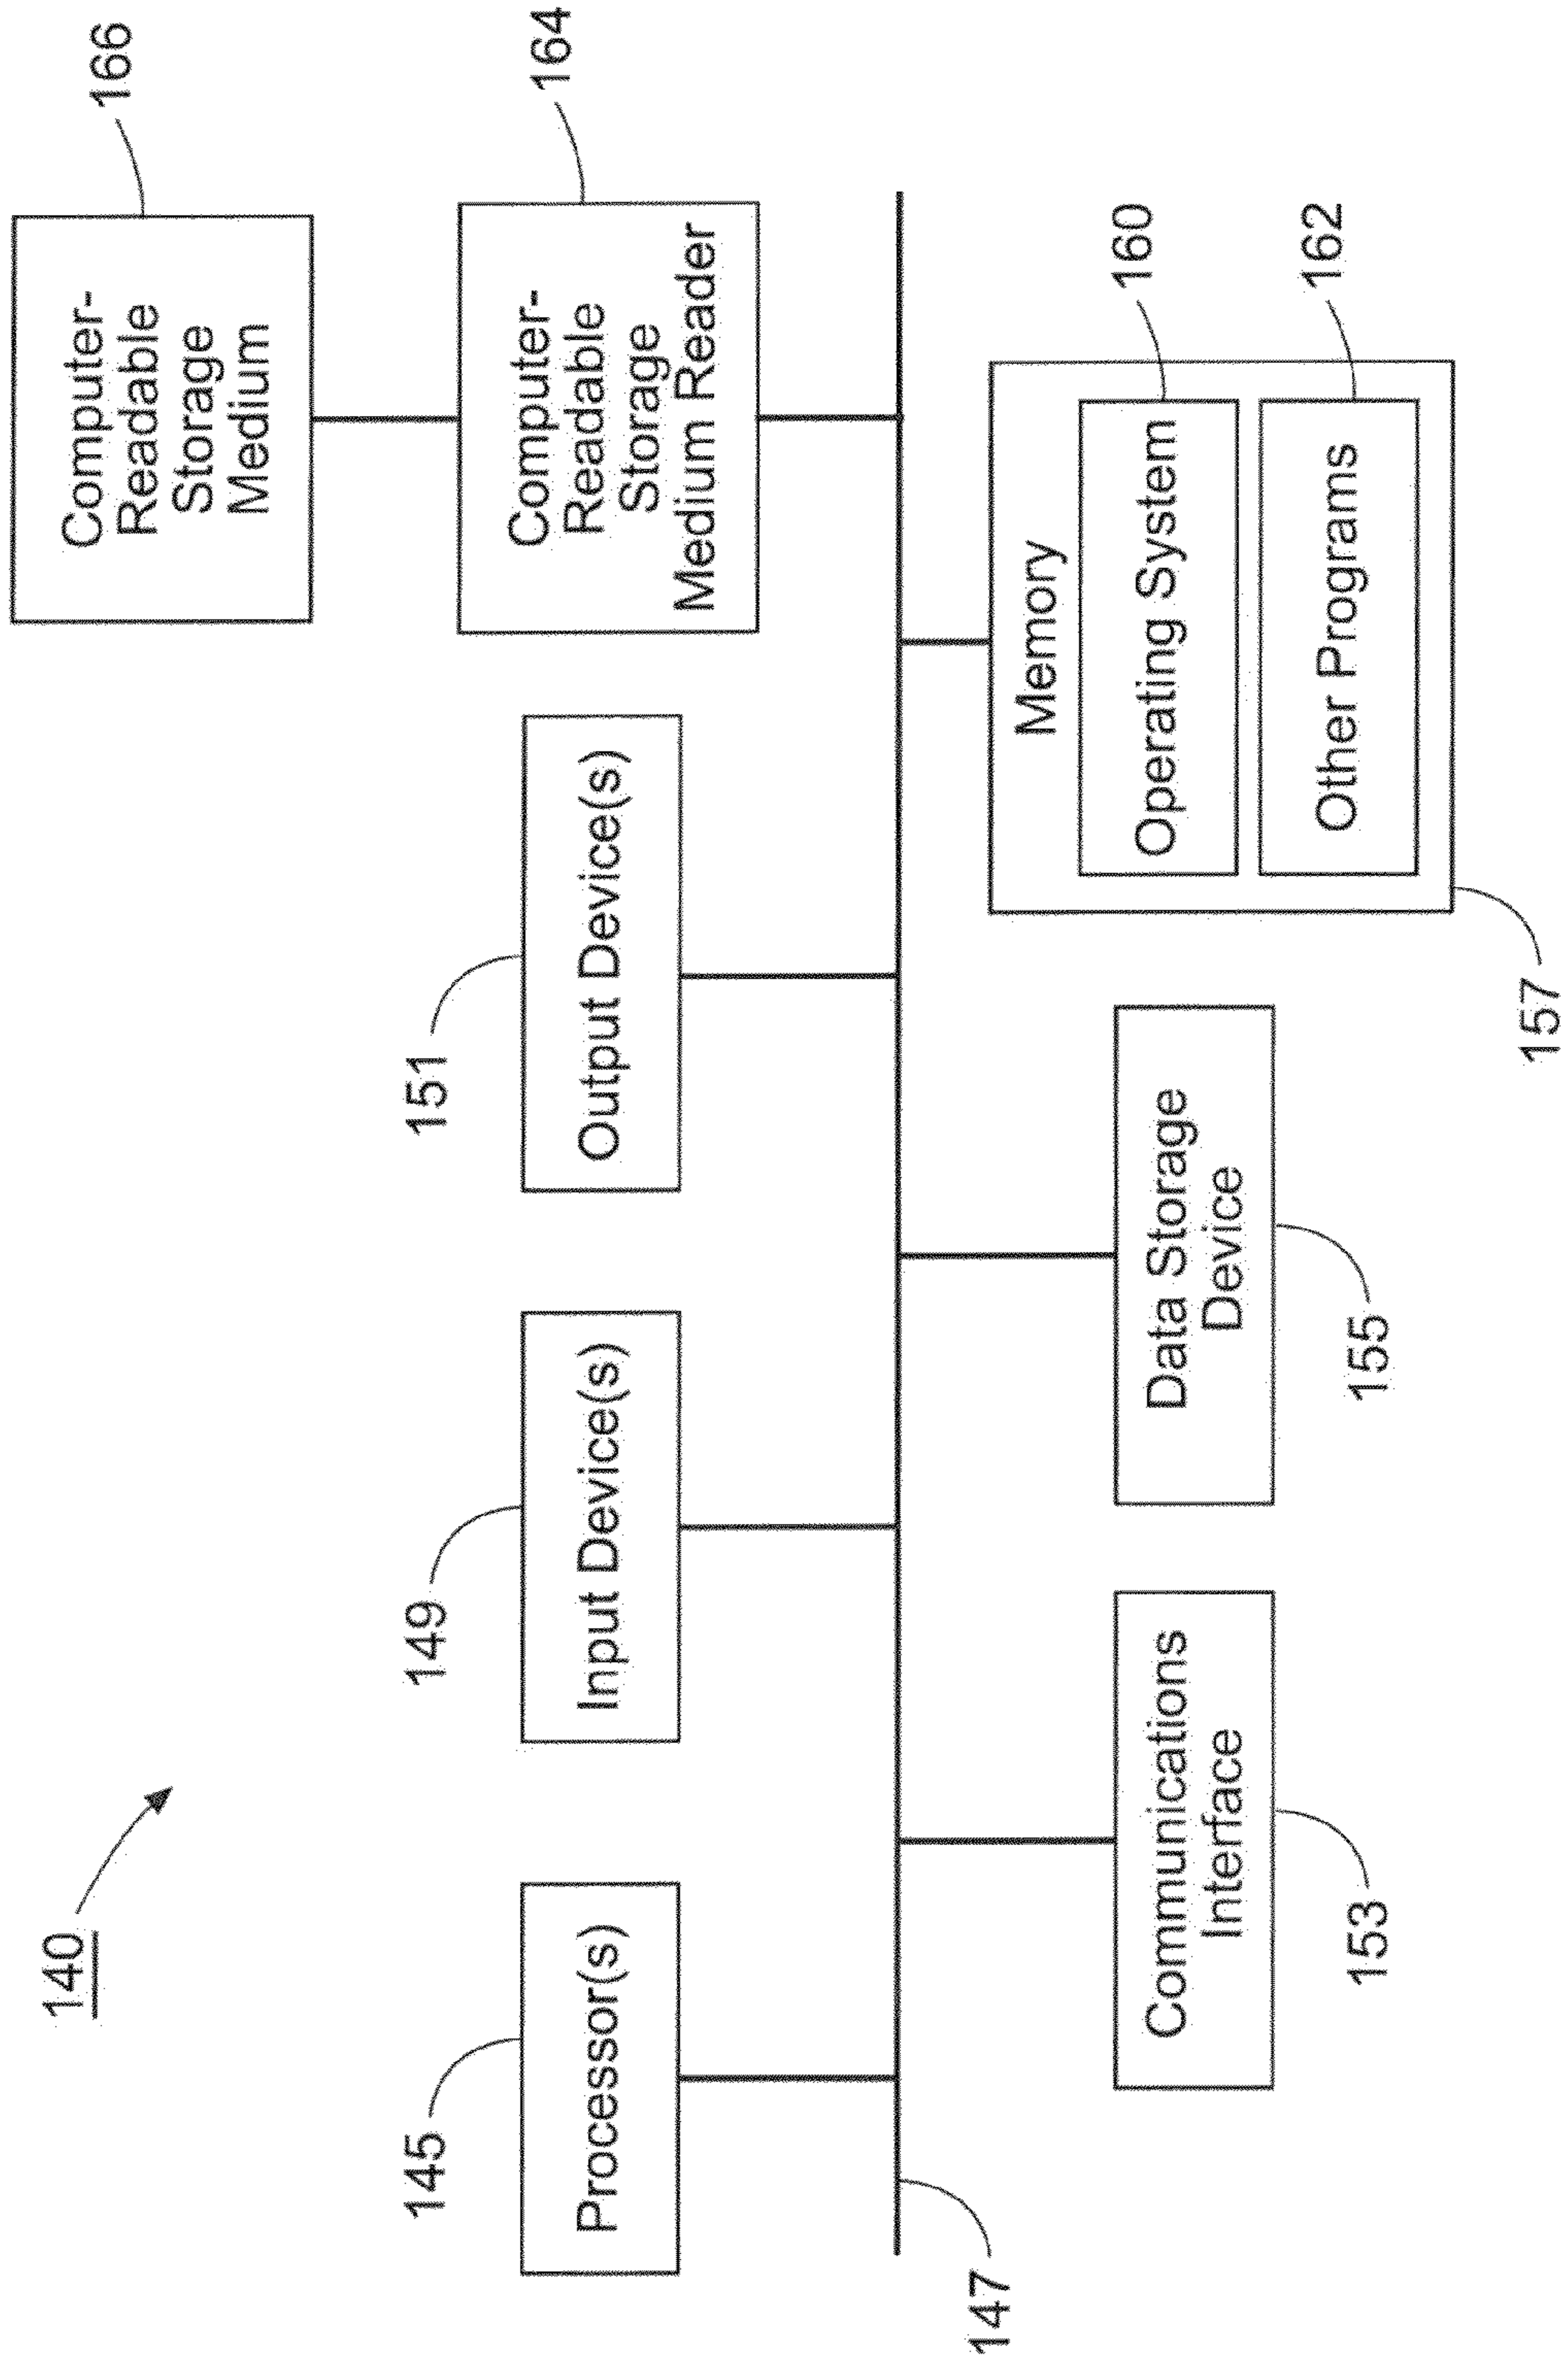 140
166
Computer-
Readable
Storage
Medium
145
149
151
164
Processor(s)
Input Device(s)
Output Device(s)
Computer-
Readable
Storage
Medium Reader
147
Memory
160
Operating System
162
Other Programs
Communications
Interface
Data Storage
Device
153
155
157